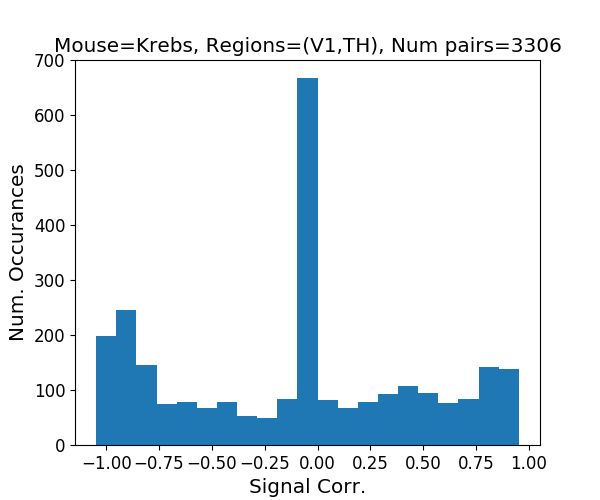 Mouse=Krebs, Regions=(V1,TH), Num pairs=3306
700
600
500
400
300
200
100
0
Num. Occurances
−1.00 −0.75 −0.50 −0.25 0.00 0.25 0.50 0.75 1.00
Signal Corr.